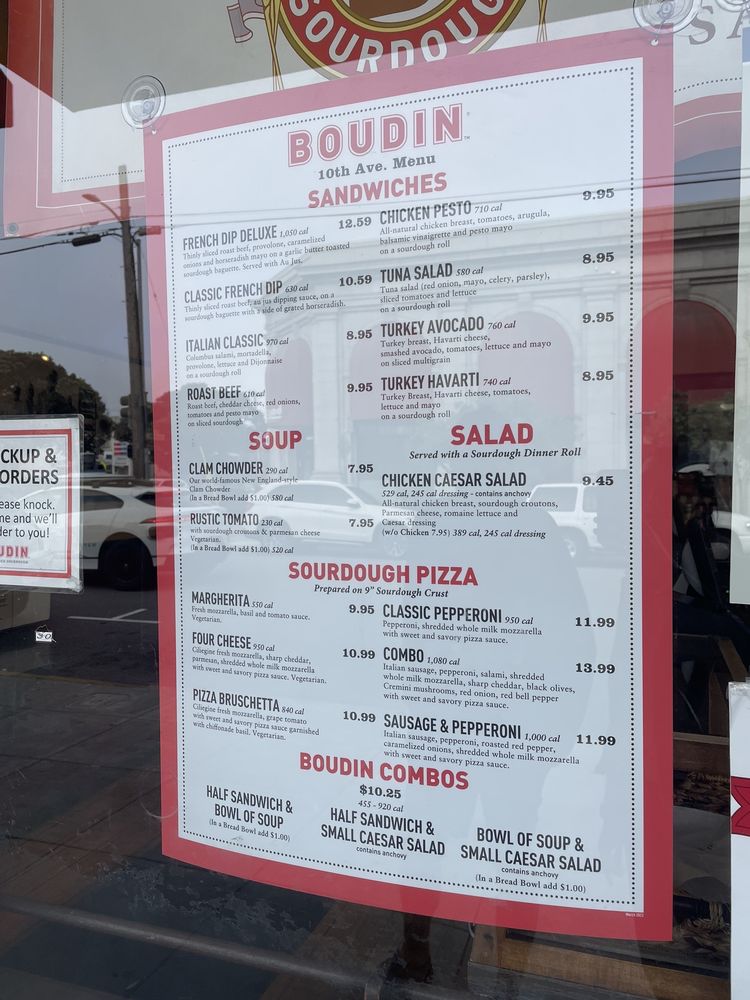 SOURDOUG
SA
BOUDIN
10th Ave. Menu
SANDWICHES
FRENCH DIP DELUXE 1,050 cal 12.59
Thinly sliced roast beef, provolone, caramelized
onions and horseradish mayo on a garlic butter toasted
sourdough baguette. Served with Au Jus.
CLASSIC FRENCH DIP 630 cal 10.59
Thinly sliced roast beef, au jus dipping sauce, on a
sourdough baguette with a side of grated horseradish.
ITALIAN CLASSIC 970 cal 8.95
Columbus salami, mortadella,
provolone, lettuce and Dijonnaise
on a sourdough roll
ROAST BEEF 610 cal 9.95
Roast beef, cheddar cheese, red onions,
tomatoes and pesto mayo
on sliced sourdough
CHICKEN PESTO 710 cal 9.95
All-natural chicken breast, tomatoes, arugula,
balsamic vinaigrette and pesto mayo
on a sourdough roll
TUNA SALAD 580 cal 8.95
Tuna salad (red onion, mayo, celery, parsley),
sliced tomatoes and lettuce
on a sourdough roll
TURKEY AVOCADO 760 cal 9.95
Turkey breast, Havarti cheese,
smashed avocado, tomatoes, lettuce and mayo
on sliced multigrain
TURKEY HAVARTI 740 cal 8.95
Turkey Breast, Havarti cheese, tomatoes,
lettuce and mayo
on a sourdough roll
SOUP
CLAM CHOWDER 290 cal 7.95
Our world-famous New England-style
Clam Chowder
(In a Bread Bowl add $1.00) 580 cal
RUSTIC TOMATO 230 cal 7.95
with sourdough croutons & parmesan cheese
Vegetarian.
(In a Bread Bowl add $1.00) 520 cal
SALAD
Served with a Sourdough Dinner Roll
CHICKEN CAESAR SALAD 9.45
529 cal, 245 cal dressing - contains anchovy
All-natural chicken breast, sourdough croutons,
Parmesan cheese, romaine lettuce and
Caesar dressing
(w/o Chicken 7.95) 389 cal, 245 cal dressing
SOURDOUGH PIZZA
Prepared on 9" Sourdough Crust
MARGHERITA 550 cal 9.95
Fresh mozzarella, basil and tomato sauce.
Vegetarian.
FOUR CHEESE 950 cal 10.99
Ciliegine fresh mozzarella, sharp cheddar,
parmesan, shredded whole milk mozzarella
with sweet and savory pizza sauce. Vegetarian.
PIZZA BRUSCHETTA 840 cal 10.99
Ciliegine fresh mozzarella, grape tomato
with sweet and savory pizza sauce garnished
with chiffonade basil. Vegetarian.
CLASSIC PEPPERONI 950 cal 11.99
Pepperoni, shredded whole milk mozzarella
with sweet and savory pizza sauce.
COMBO 1,080 cal 13.99
Italian sausage, pepperoni, salami, shredded
whole milk mozzarella, sharp cheddar, black olives,
Cremini mushrooms, red onion, red bell pepper
with sweet and savory pizza sauce.
SAUSAGE & PEPPERONI 1,000 cal 11.99
Italian sausage, pepperoni, roasted red pepper,
caramelized onions, shredded whole milk mozzarella
with sweet and savory pizza sauce.
BOUDIN COMBOS
$10.25
455 - 920 cal
HALF SANDWICH &
BOWL OF SOUP
(In a Bread Bowl add $1.00)
HALF SANDWICH &
SMALL CAESAR SALAD
contains anchovy
BOWL OF SOUP &
SMALL CAESAR SALAD
contains anchovy
(In a Bread Bowl add $1.00)
CKUP &
ORDERS
ease knock.
me and we'll
der to you!
UDIN